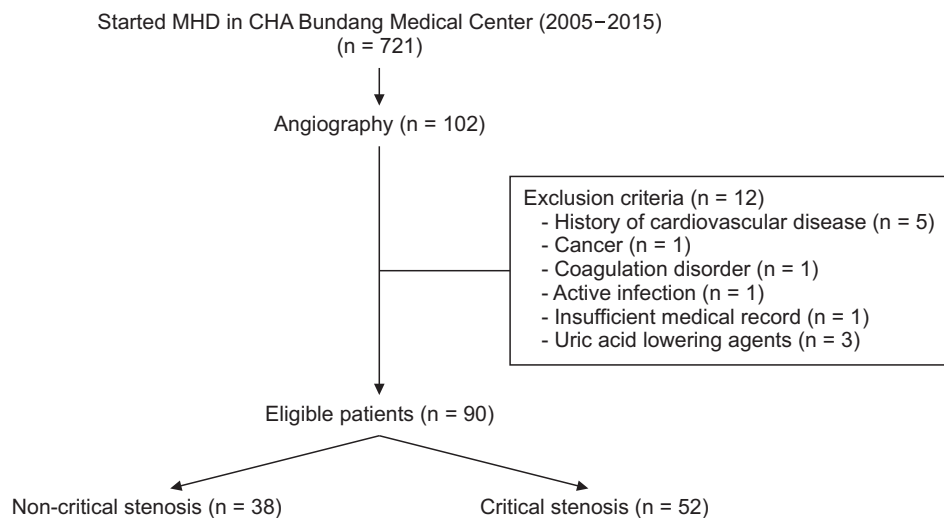 Started MHD in CHA Bundang Medical Center (2005−2015)
(n = 721)
Angiography (n = 102)
Exclusion criteria (n = 12)
- History of cardiovascular disease (n = 5)
- Cancer (n = 1)
- Coagulation disorder (n = 1)
- Active infection (n = 1)
- Insufficient medical record (n = 1)
- Uric acid lowering agents (n = 3)
Eligible patients (n = 90)
Non-critical stenosis (n = 38)
Critical stenosis (n = 52)